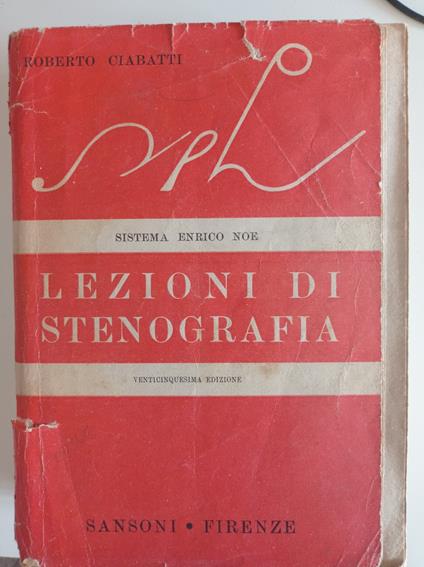 ROBERTO CIABATTI
SISTEMA ENRICO NOE
LEZIONI DI
STENOGRAFIA
VENTICINQUESIMA EDIZIONE
SANSONI • FIRENZE